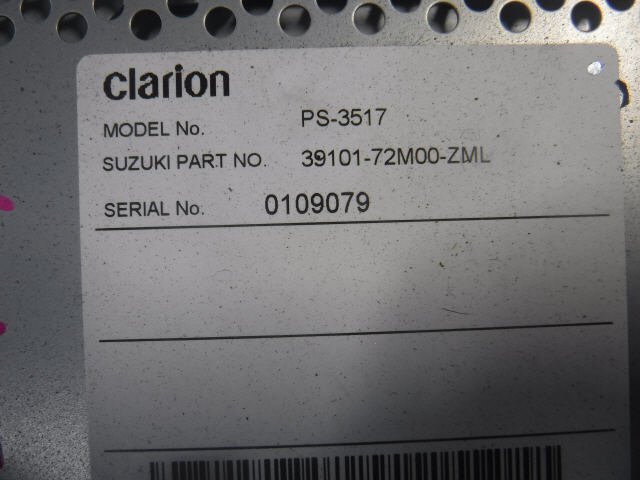 clarion
MODEL No. PS-3517
SUZUKI PART NO. 39101-72M00-ZML
SERIAL No. 0109079